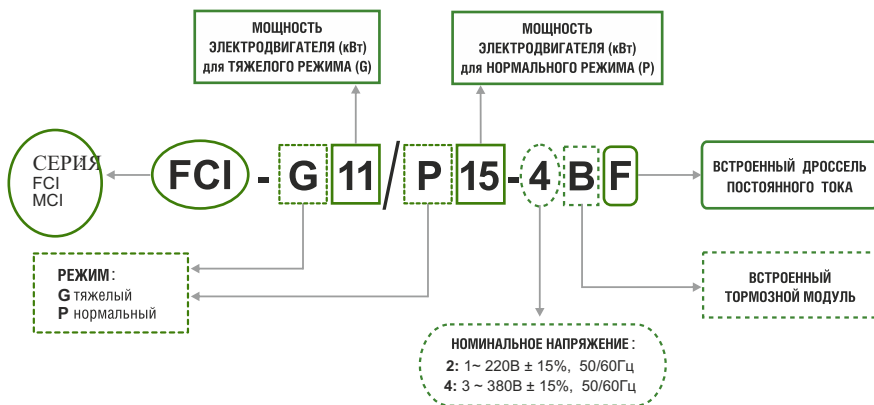 МОЩНОСТЬ
ЭЛЕКТРОДВИГАТЕЛЯ (кВт)
для ТЯЖЕЛОГО РЕЖИМА (G)
МОЩНОСТЬ
ЭЛЕКТРОДВИГАТЕЛЯ (кВт)
для НОРМАЛЬНОГО РЕЖИМА (P)
СЕРИЯ
FCI
MCI
FCI - G 11 / P 15 - 4 B F
ВСТРОЕННЫЙ ДРОССЕЛЬ
ПОСТОЯННОГО ТОКА
РЕЖИМ:
G тяжелый
P нормальный
ВСТРОЕННЫЙ
ТОРМОЗНОЙ МОДУЛЬ
НОМИНАЛЬНОЕ НАПРЯЖЕНИЕ:
2: 1~ 220В ± 15%, 50/60Гц
4: 3 ~ 380В ± 15%, 50/60Гц